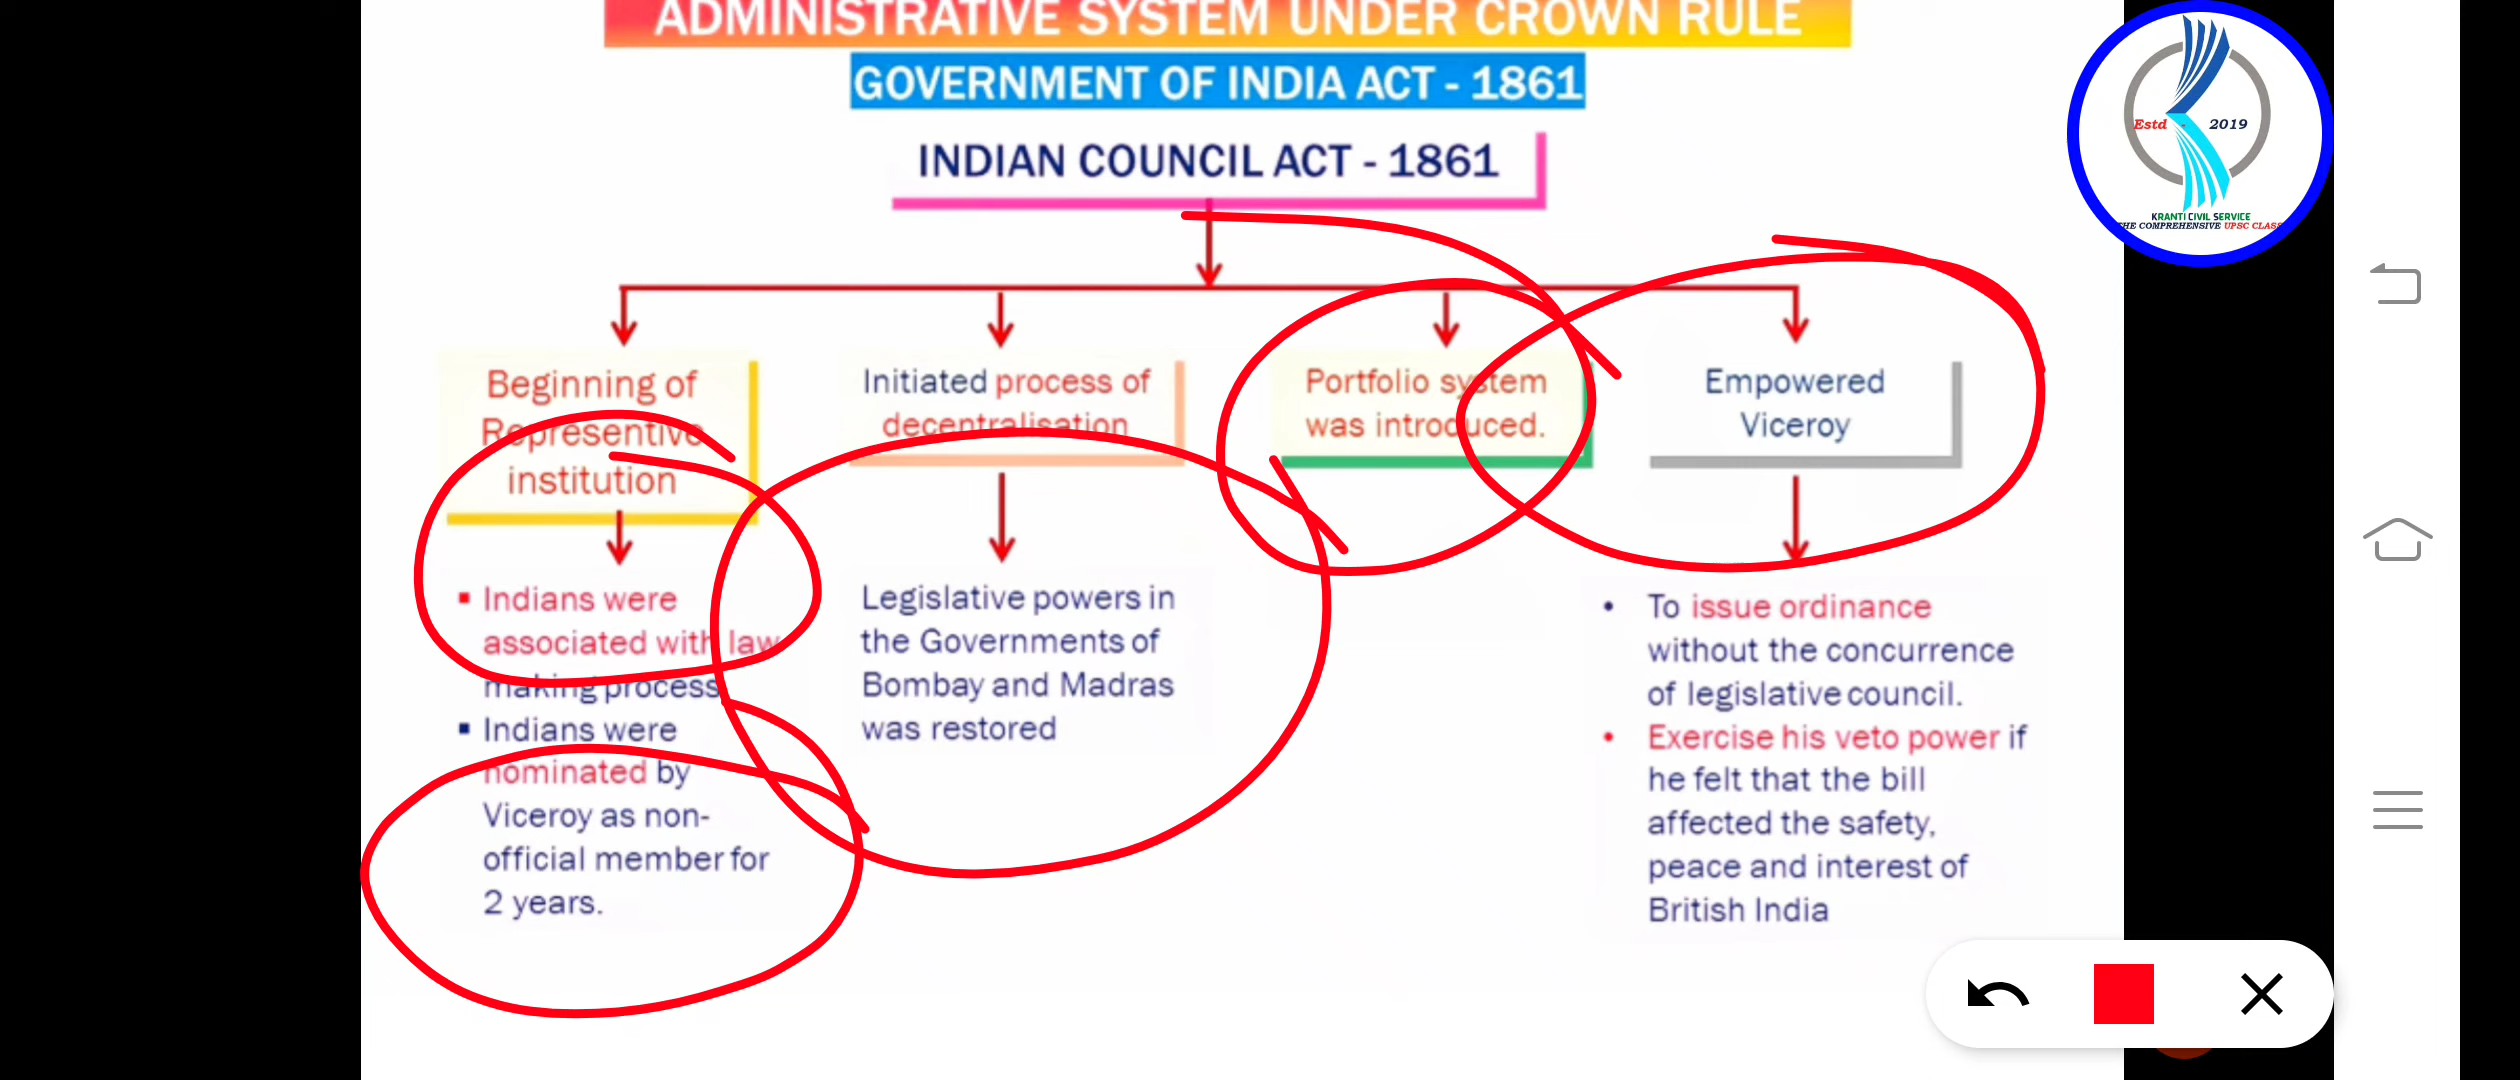 ADMINISTRATIVE SYSTEM UNDER CROWN RULE
GOVERNMENT OF INDIA ACT - 1861
INDIAN COUNCIL ACT - 1861
Estd - 2019
KRANTI CIVIL SERVICE
THE COMPREHENSIVE UPSC CLASS
Beginning of
Representive
institution
▪ Indians were
associated with law
making process
▪ Indians were
nominated by
Viceroy as non-
official member for
2 years.
Initiated process of
decentralisation
Legislative powers in
the Governments of
Bombay and Madras
was restored
Portfolio system
was introduced.
Empowered
Viceroy
• To issue ordinance
without the concurrence
of legislative council.
• Exercise his veto power if
he felt that the bill
affected the safety,
peace and interest of
British India